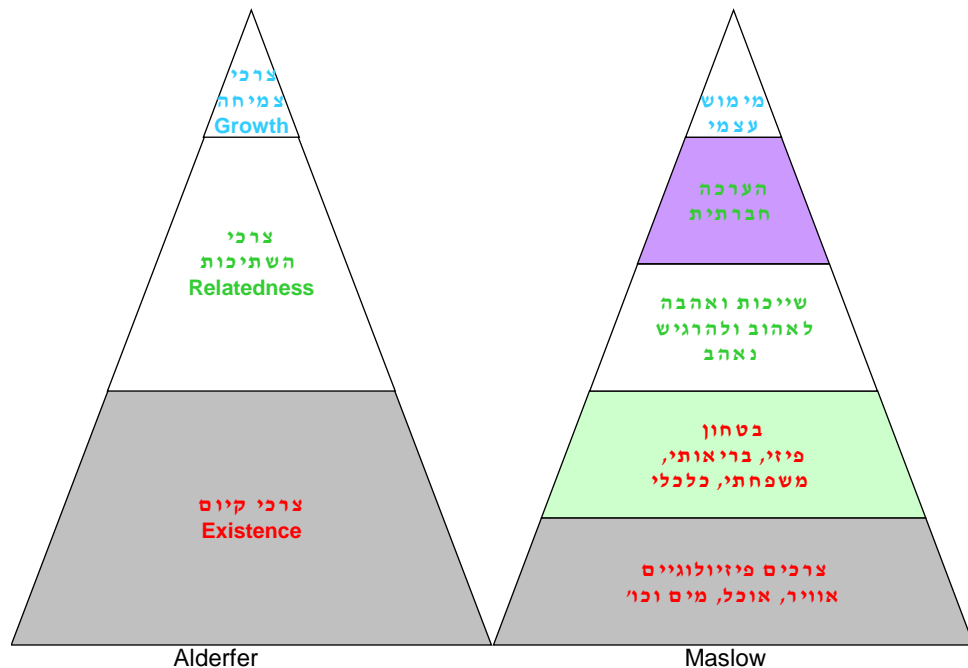 צרכי
צמיחה
Growth
צרכי
השתיכות
Relatedness
צרכי קיום
Existence
Alderfer
מימוש
עצמי
הערכה
חברתית
שייכות ואהבה
לאהוב ולהרגיש
נאהב
בטחון
פיזי, בריאותי,
משפחתי, כלכלי
צרכים פיזיולוגיים
אוויר, אוכל, מים וכו'
Maslow